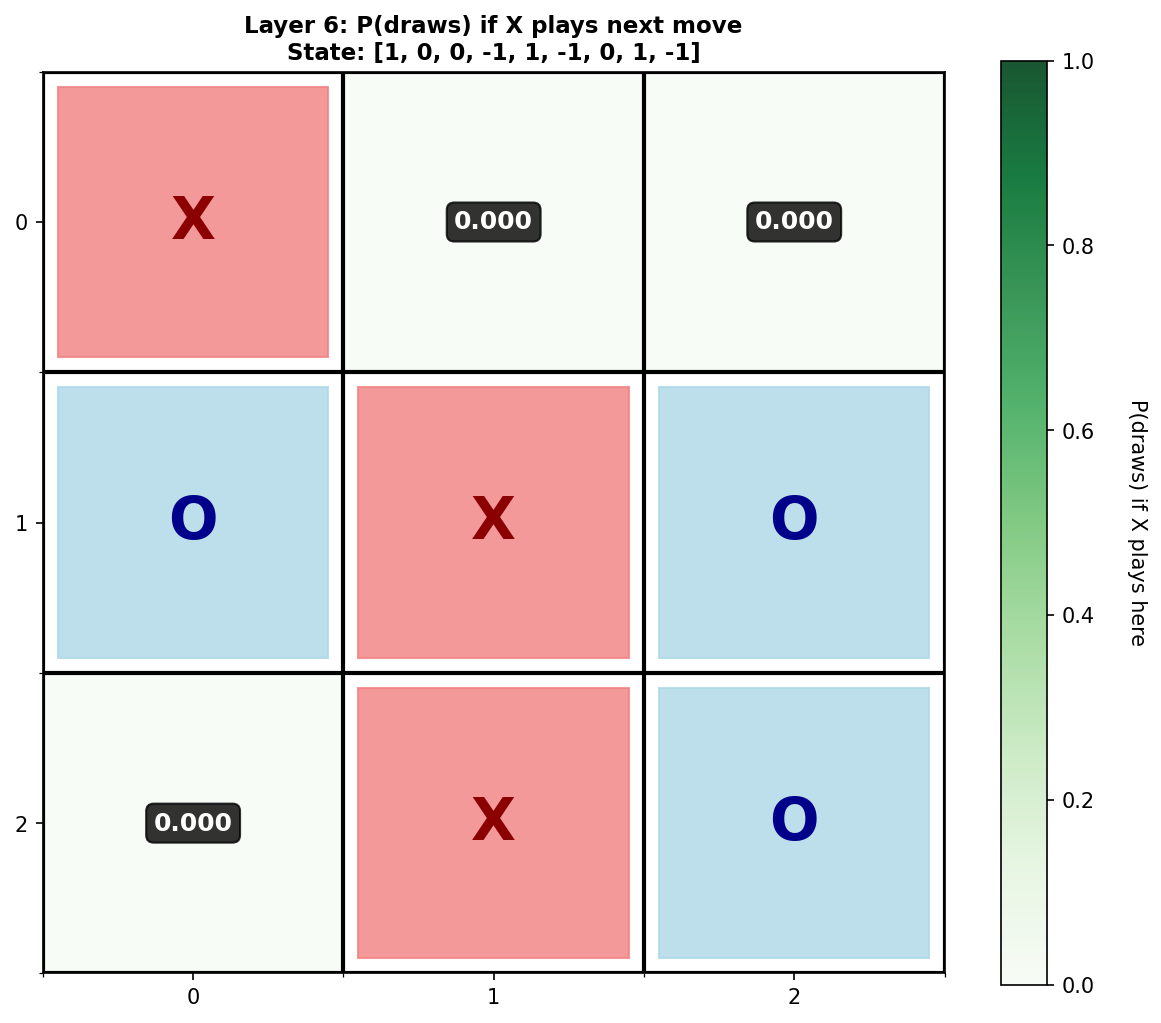 Layer 6: P(draws) if X plays next move
State: [1, 0, 0, -1, 1, -1, 0, 1, -1]
0
X
0.000
0.000
1
O
X
O
2
0.000
X
O
0
1
2
1.0
0.8
0.6
0.4
0.2
0.0
P(draws) if X plays here